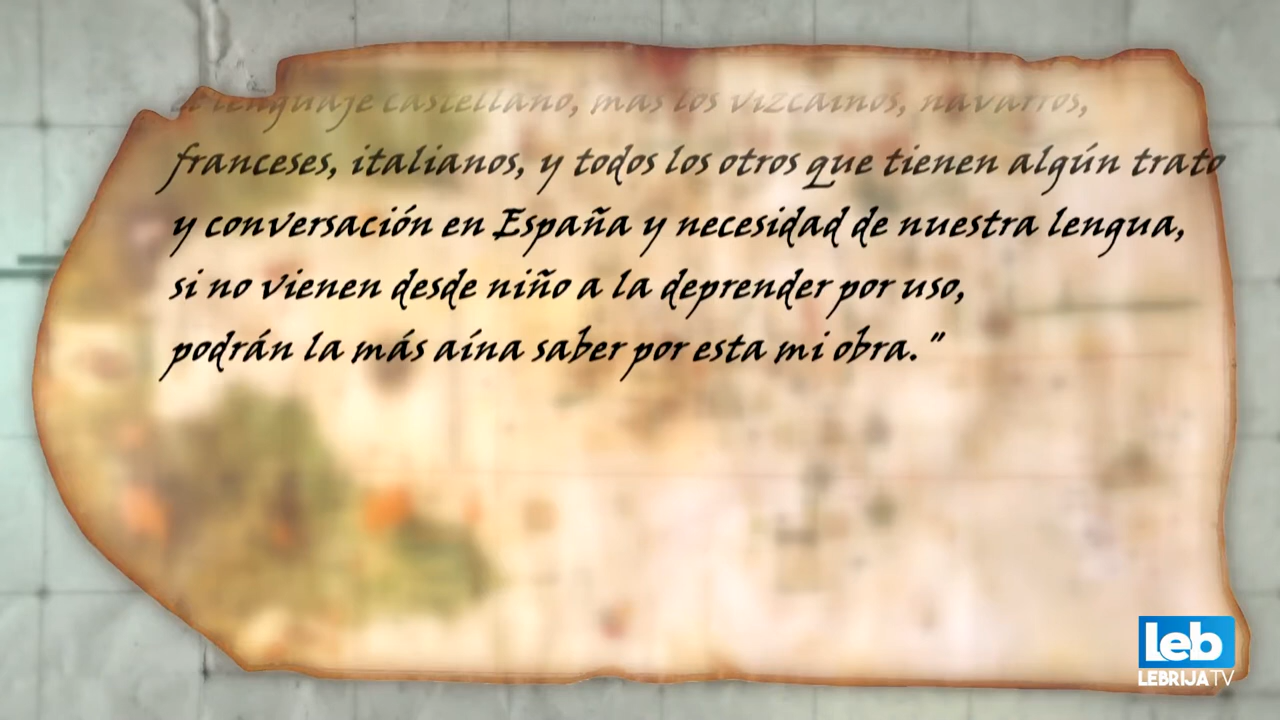 el lenguaje castellano, mas los vizcaínos, navarros,
franceses, italianos, y todos los otros que tienen algún trato
y conversación en España y necesidad de nuestra lengua,
si no vienen desde niño a la deprender por uso,
podrán la más aína saber por esta mi obra."
leb
LEBRIJA TV